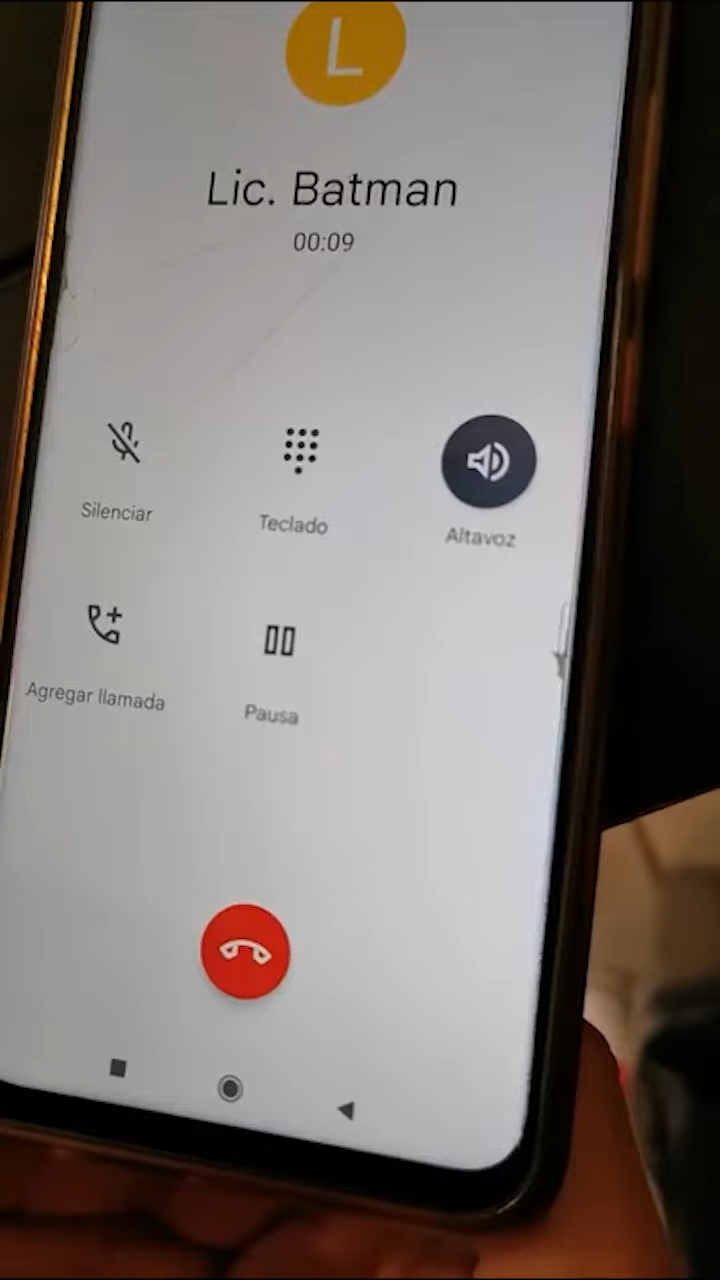 L
Lic. Batman
00:09
Silenciar
Teclado
Altavoz
Agregar llamada
Pausa